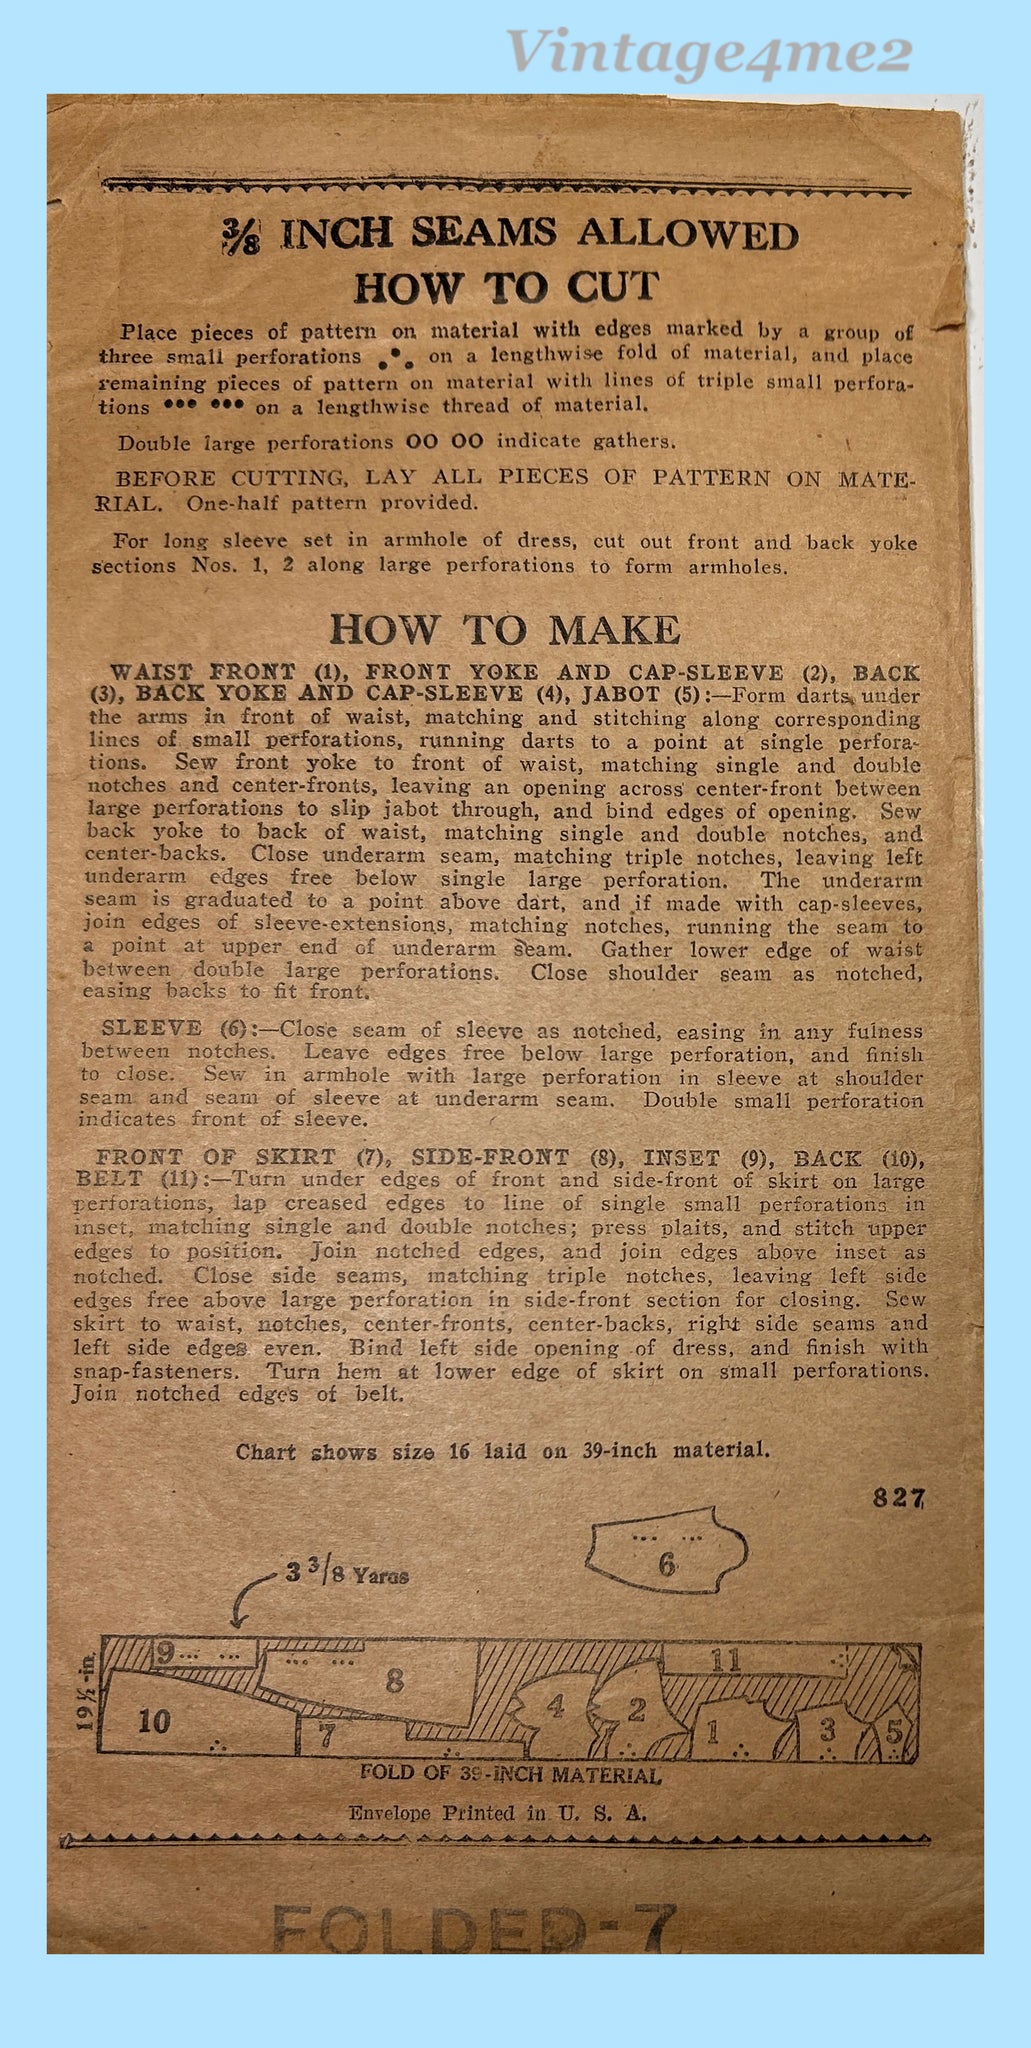 Vintage4me2
3/8 INCH SEAMS ALLOWED
HOW TO CUT
Place pieces of pattern on material with edges marked by a group of
three small perforations ●●● on a lengthwise fold of material, and place
remaining pieces of pattern on material with lines of triple small perfora-
tions ●●● ●●● on a lengthwise thread of material.
Double large perforations OO OO indicate gathers.
BEFORE CUTTING, LAY ALL PIECES OF PATTERN ON MATE-
RIAL. One-half pattern provided.
For long sleeve set in armhole of dress, cut out front and back yoke
sections Nos. 1, 2 along large perforations to form armholes.
HOW TO MAKE
WAIST FRONT (1), FRONT YOKE AND CAP-SLEEVE (2), BACK
(3), BACK YOKE AND CAP-SLEEVE (4), JABOT (5):—Form darts under
the arms in front of waist, matching and stitching along corresponding
lines of small perforations, running darts to a point at single perfora-
tions. Sew front yoke to front of waist, matching single and double
notches and center-fronts, leaving an opening across center-front between
large perforations to slip jabot through, and bind edges of opening. Sew
back yoke to back of waist, matching single and double notches, and
center-backs. Close underarm seam, matching triple notches, leaving left
underarm edges free below single large perforation. The underarm
seam is graduated to a point above dart, and if made with cap-sleeves,
join edges of sleeve-extensions, matching notches, running the seam to
a point at upper end of underarm seam. Gather lower edge of waist
between double large perforations. Close shoulder seam as notched,
easing backs to fit front.
SLEEVE (6):—Close seam of sleeve as notched, easing in any fulness
between notches. Leave edges free below large perforation, and finish
to close. Sew in armhole with large perforation in sleeve at shoulder
seam and seam of sleeve at underarm seam. Double small perforation
indicates front of sleeve.
FRONT OF SKIRT (7), SIDE-FRONT (8), INSET (9), BACK (10),
BELT (11):—Turn under edges of front and side-front of skirt on large
perforations, lap creased edges to line of single small perforations in
inset, matching single and double notches; press plaits, and stitch upper
edges to position. Join notched edges, and join edges above inset as
notched. Close side seams, matching triple notches, leaving left side
edges free above large perforation in side-front section for closing. Sew
skirt to waist, notches, center-fronts, center-backs, right side seams and
left side edges even. Bind left side opening of dress, and finish with
snap-fasteners. Turn hem at lower edge of skirt on small perforations.
Join notched edges of belt.
Chart shows size 16 laid on 39-inch material.
827
6
3 3/8 Yards
19 1/2-in.
9
8
11
10
7
4
2
1
3
5
FOLD OF 39-INCH MATERIAL
Envelope Printed in U. S. A.
FOLDED-7